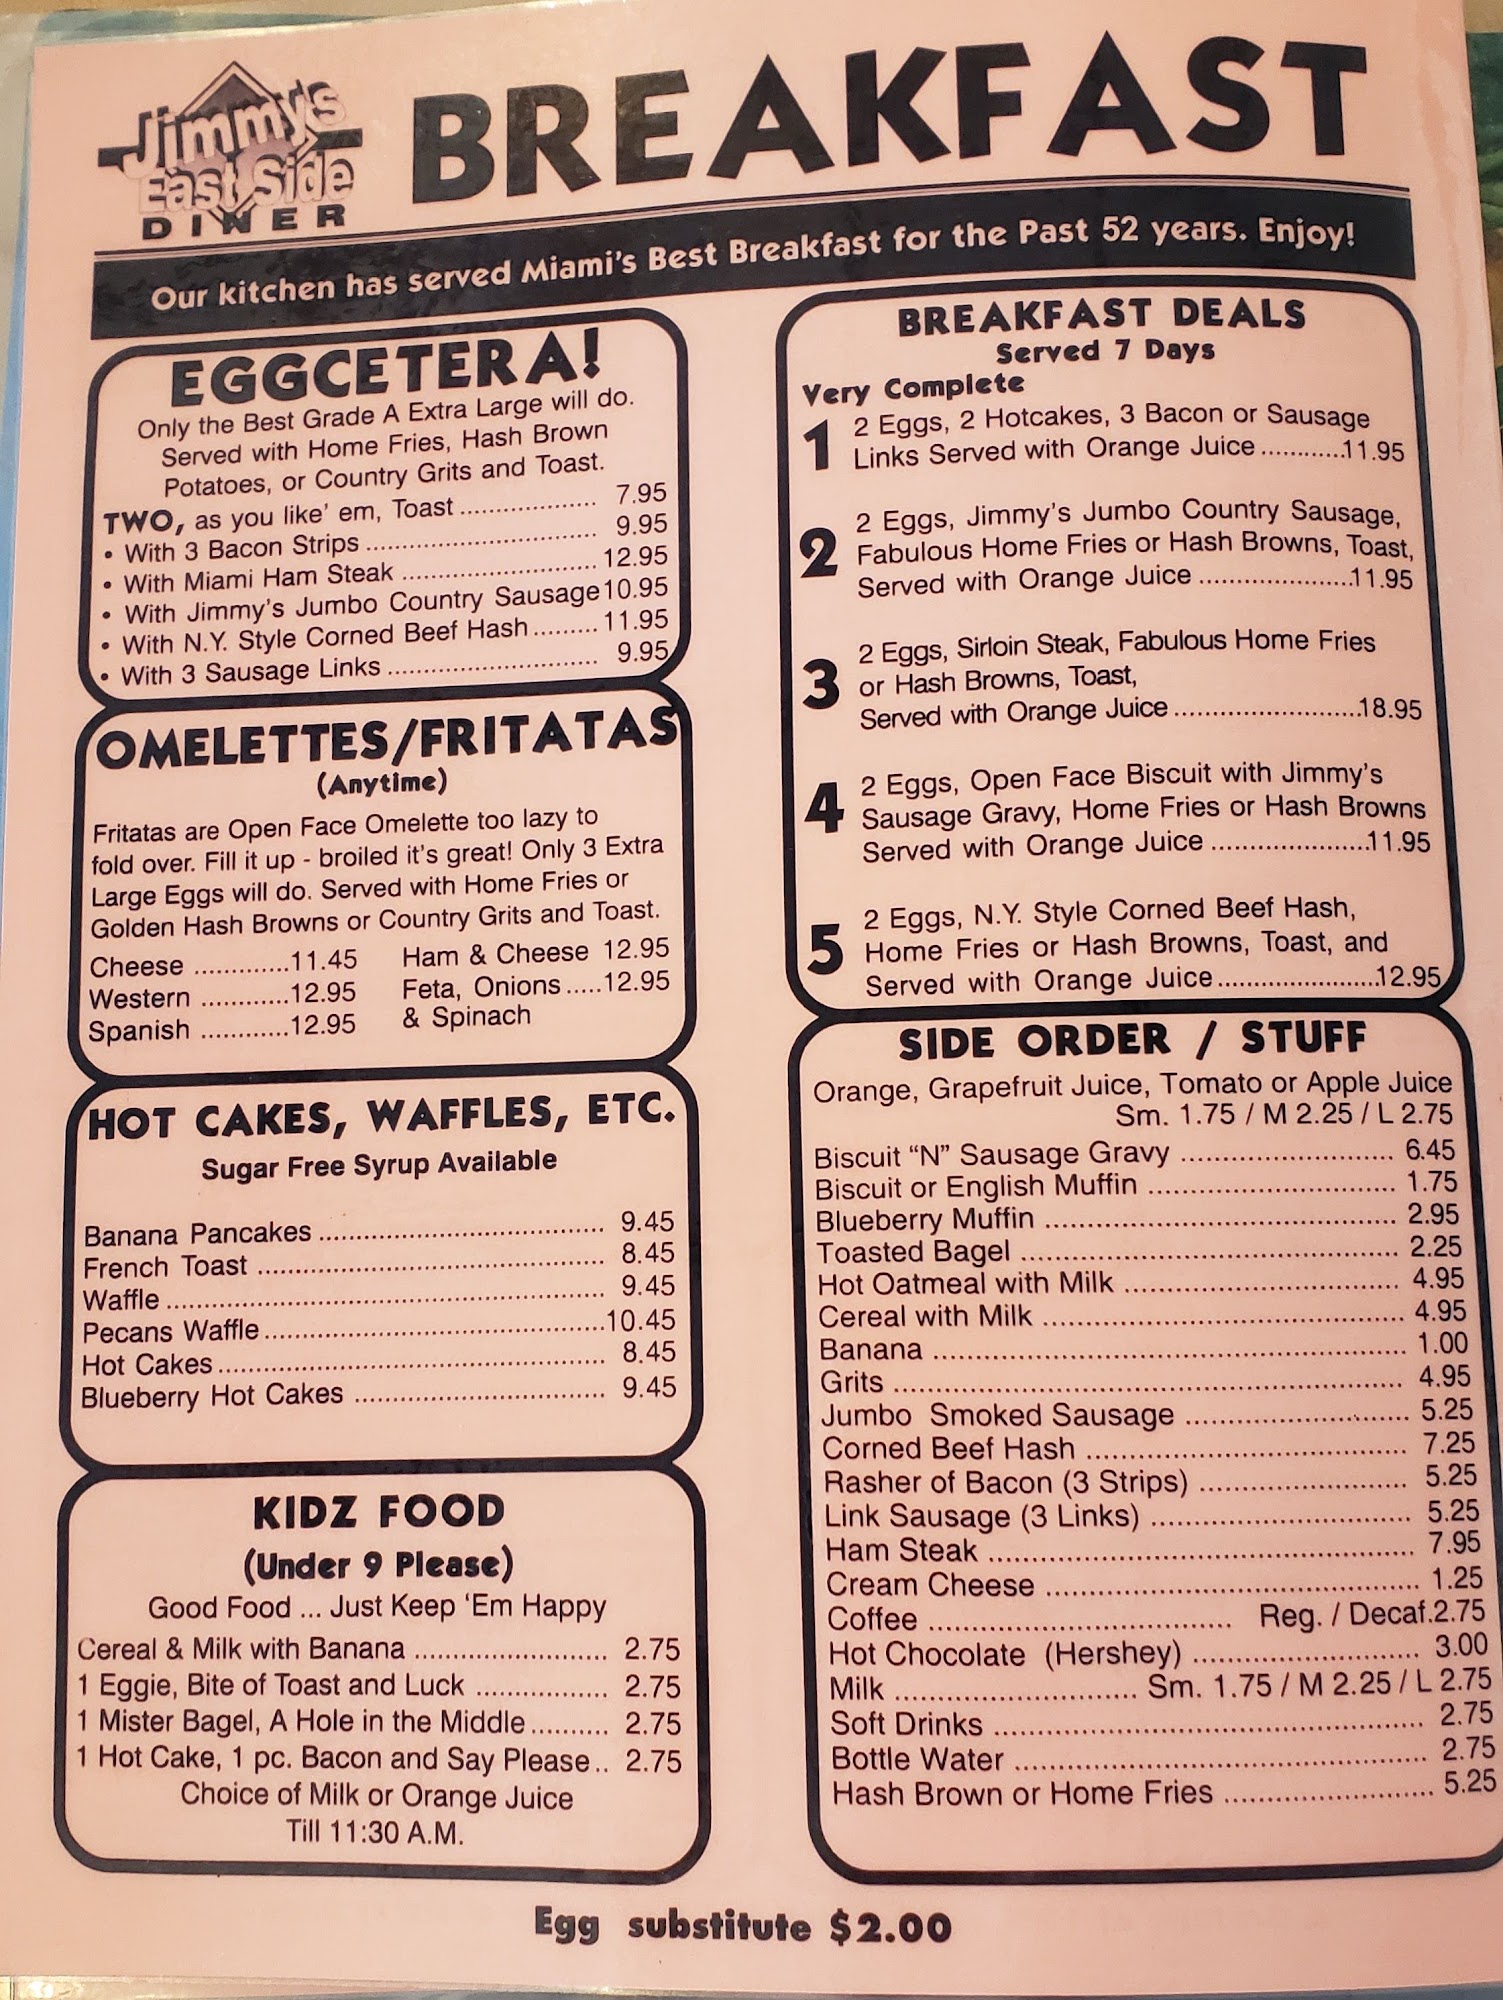 Jimmy's
East Side
DINER
BREAKFAST
Our kitchen has served Miami's Best Breakfast for the Past 52 years. Enjoy!
EGGCETERA!
Only the Best Grade A Extra Large will do.
Served with Home Fries, Hash Brown
Potatoes, or Country Grits and Toast.
TWO, as you like' em, Toast .................... 7.95
• With 3 Bacon Strips .................................. 9.95
• With Miami Ham Steak ............................. 12.95
• With Jimmy's Jumbo Country Sausage 10.95
• With N.Y. Style Corned Beef Hash ......... 11.95
• With 3 Sausage Links ............................... 9.95
OMELETTES/FRITATAS
(Anytime)
Fritatas are Open Face Omelette too lazy to
fold over. Fill it up - broiled it's great! Only 3 Extra
Large Eggs will do. Served with Home Fries or
Golden Hash Browns or Country Grits and Toast.
Cheese .............11.45
Western ............12.95
Spanish ............12.95
Ham & Cheese 12.95
Feta, Onions .....12.95
& Spinach
HOT CAKES, WAFFLES, ETC.
Sugar Free Syrup Available
Banana Pancakes ..................................... 9.45
French Toast ............................................. 8.45
Waffle ......................................................... 9.45
Pecans Waffle ............................................10.45
Hot Cakes .................................................. 8.45
Blueberry Hot Cakes ................................. 9.45
KIDZ FOOD
(Under 9 Please)
Good Food ... Just Keep 'Em Happy
Cereal & Milk with Banana ......................... 2.75
1 Eggie, Bite of Toast and Luck ................. 2.75
1 Mister Bagel, A Hole in the Middle .......... 2.75
1 Hot Cake, 1 pc. Bacon and Say Please .. 2.75
Choice of Milk or Orange Juice
Till 11:30 A.M.
BREAKFAST DEALS
Served 7 Days
Very Complete
1 2 Eggs, 2 Hotcakes, 3 Bacon or Sausage
Links Served with Orange Juice ............11.95
2 2 Eggs, Jimmy's Jumbo Country Sausage,
Fabulous Home Fries or Hash Browns, Toast,
Served with Orange Juice ......................11.95
3 2 Eggs, Sirloin Steak, Fabulous Home Fries
or Hash Browns, Toast,
Served with Orange Juice ..........................18.95
4 2 Eggs, Open Face Biscuit with Jimmy's
Sausage Gravy, Home Fries or Hash Browns
Served with Orange Juice ......................11.95
5 2 Eggs, N.Y. Style Corned Beef Hash,
Home Fries or Hash Browns, Toast, and
Served with Orange Juice .......................12.95
SIDE ORDER / STUFF
Orange, Grapefruit Juice, Tomato or Apple Juice
Sm. 1.75 / M 2.25 / L 2.75
Biscuit "N" Sausage Gravy ........................... 6.45
Biscuit or English Muffin ............................... 1.75
Blueberry Muffin ............................................ 2.95
Toasted Bagel ............................................... 2.25
Hot Oatmeal with Milk ................................... 4.95
Cereal with Milk ............................................. 4.95
Banana .......................................................... 1.00
Grits ............................................................... 4.95
Jumbo Smoked Sausage ............................ 5.25
Corned Beef Hash ........................................ 7.25
Rasher of Bacon (3 Strips) ........................... 5.25
Link Sausage (3 Links) ................................. 5.25
Ham Steak .................................................... 7.95
Cream Cheese .............................................. 1.25
Coffee ..................................... Reg. / Decaf.2.75
Hot Chocolate (Hershey) ............................ 3.00
Milk .............................. Sm. 1.75 / M 2.25 / L 2.75
Soft Drinks .................................................... 2.75
Bottle Water .................................................. 2.75
Hash Brown or Home Fries .......................... 5.25
Egg substitute $2.00